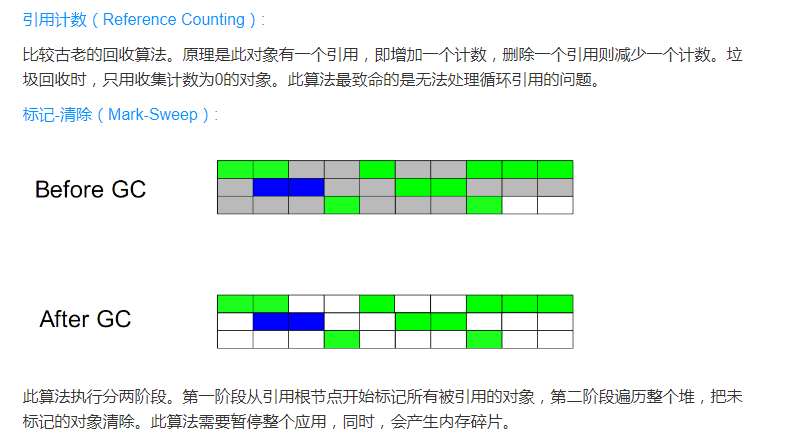 引用计数（Reference Counting）:
比较古老的回收算法。原理是此对象有一个引用，即增加一个计数，删除一个引用则减少一个计数。垃
圾回收时，只用收集计数为0的对象。此算法最致命的是无法处理循环引用的问题。
标记-清除（Mark-Sweep）:
Before GC
After GC
此算法执行分两阶段。第一阶段从引用根节点开始标记所有被引用的对象，第二阶段遍历整个堆，把未
标记的对象清除。此算法需要暂停整个应用，同时，会产生内存碎片。